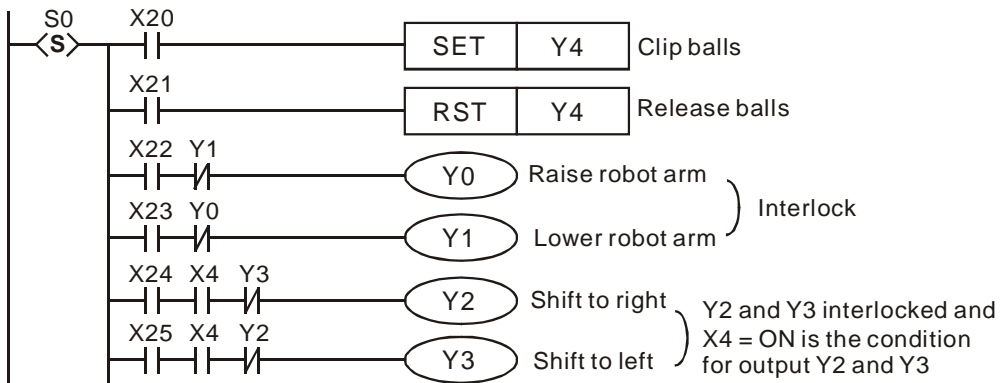 S0 X20
S SET Y4 Clip balls
X21
RST Y4 Release balls
X22 Y1
Y0 Raise robot arm
Interlock
X23 Y0
Y1 Lower robot arm
X24 X4 Y3
Y2 Shift to right
Y2 and Y3 interlocked and
X4 = ON is the condition
for output Y2 and Y3
X25 X4 Y2
Y3 Shift to left